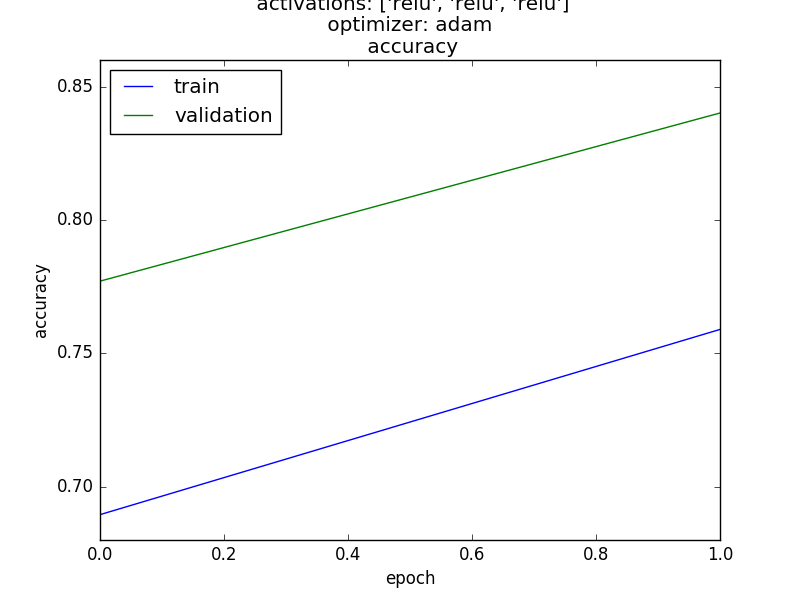 activations: ['relu', 'relu', 'relu']
optimizer: adam
accuracy
0.85
train
validation
0.80
accuracy
0.75
0.70
0.0 0.2 0.4 0.6 0.8 1.0
epoch